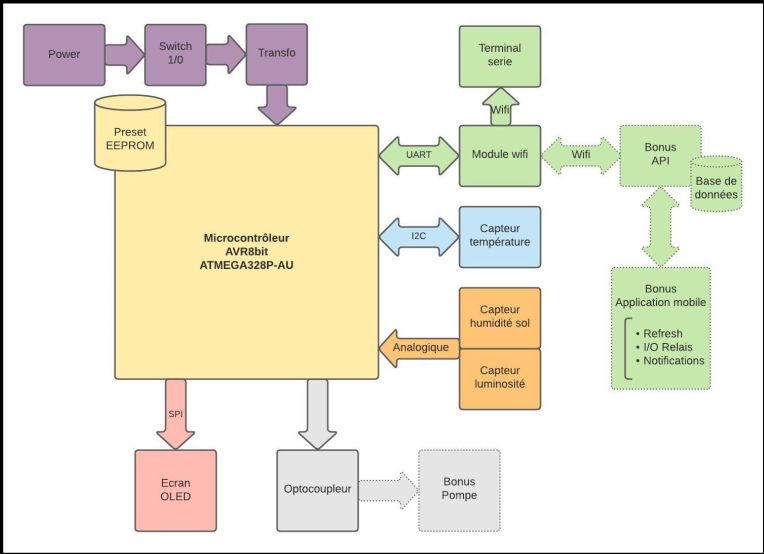 Power
Switch
1/0
Transfo
Terminal
serie
Preset
EEPROM
Wifi
UART
Module wifi
Wifi
Bonus
API
Base de
données
Microcontrôleur
AVR8bit
ATMEGA328P-AU
I2C
Capteur
température
Bonus
Application mobile
• Refresh
• I/O Relais
• Notifications
Capteur
humidité sol
Analogique
Capteur
luminosité
SPI
Ecran
OLED
Optocoupleur
Bonus
Pompe